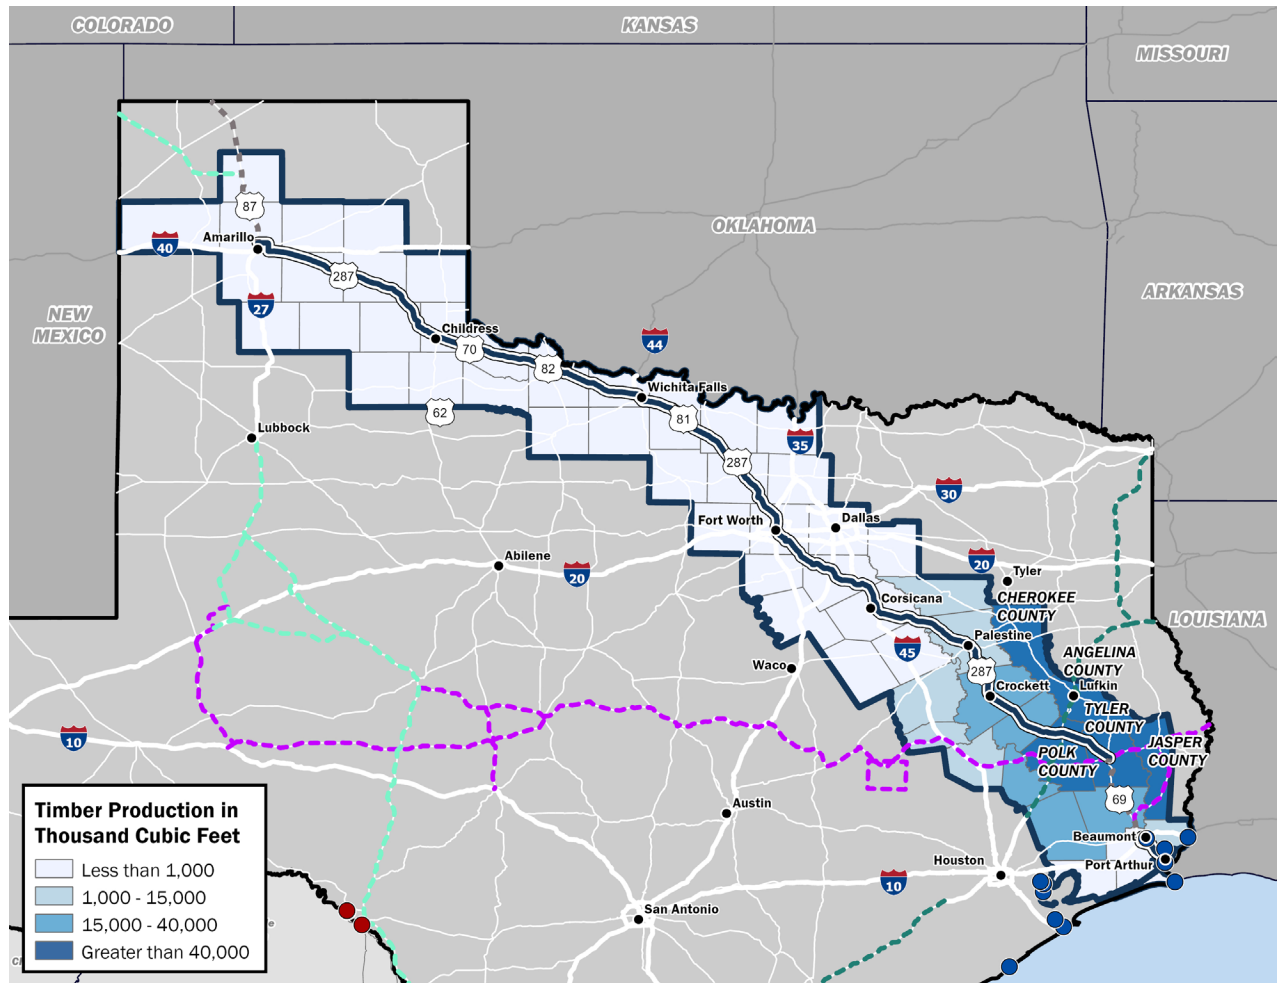 COLORADO
KANSAS
MISSOURI
87
OKLAHOMA
Amarillo
40
287
27
ARKANSAS
NEW
MEXICO
Childress
70
44
82
Wichita Falls
62
81
Lubbock
35
287
30
Fort Worth
Dallas
Abilene
20
20
Tyler
CHEROKEE
COUNTY
Corsicana
LOUISIANA
Palestine
45
Waco
287
ANGELINA
COUNTY
Crockett
Lufkin
TYLER
COUNTY
10
POLK
COUNTY
JASPER
COUNTY
69
Austin
Beaumont
Houston
Port Arthur
10
San Antonio
Timber Production in
Thousand Cubic Feet
Less than 1,000
1,000 - 15,000
15,000 - 40,000
Greater than 40,000